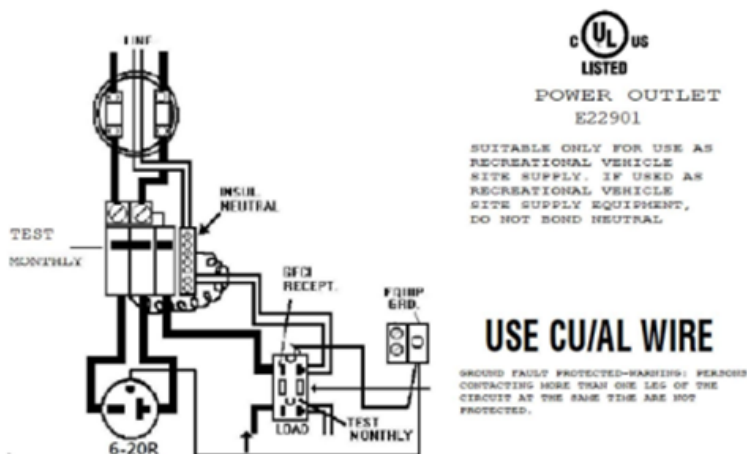 LINE
INSUL.
NEUTRAL
TEST
MONTHLY
GFCI
RECEPT.
EQUIP
GRD.
LOAD
TEST
MONTHLY
6-20R
C UL US
LISTED
POWER OUTLET
E22901
SUITABLE ONLY FOR USE AS
RECREATIONAL VEHICLE
SITE SUPPLY. IF USED AS
RECREATIONAL VEHICLE
SITE SUPPLY EQUIPMENT,
DO NOT BOND NEUTRAL
USE CU/AL WIRE
GROUND FAULT PROTECTED-WARNING: PERSONS
CONTACTING MORE THAN ONE LEG OF THE
CIRCUIT AT THE SAME TIME ARE NOT
PROTECTED.